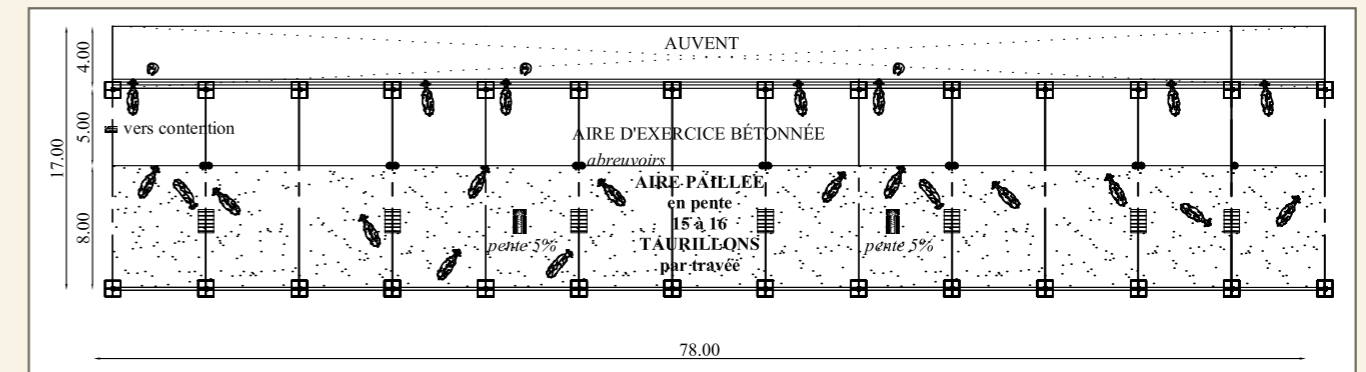 AUVENT
4.00
5.00
17.00
8.00
vers contention
AIRE D'EXERCICE BÉTONNÉE
abreuvoirs
AIRE PAILLÉE
en pente
15 à 16
TAURILLONS
par travée
pente 5%
pente 5%
78.00